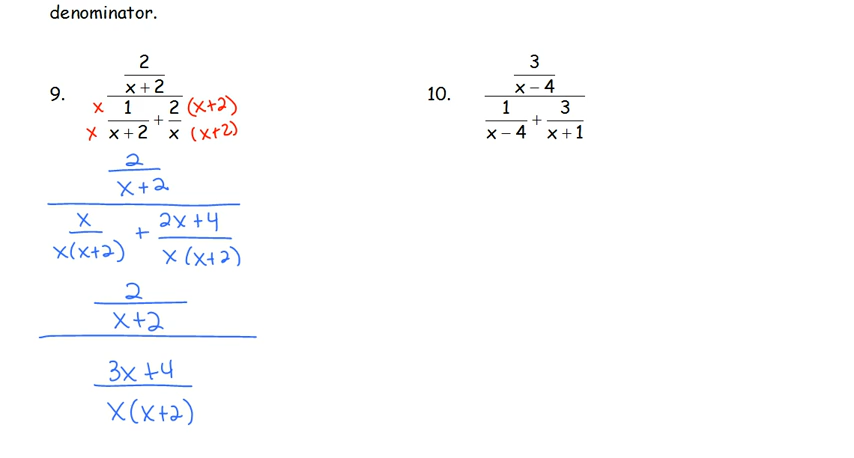 denominator.
9.
2
x + 2
x 1 2 (x+2)
+
x x + 2 x (x+2)
2
x+2
x 2x+4
+
x(x+2) x(x+2)
2
x+2
3x+4
x(x+2)
10.
3
x − 4
1 3
+
x − 4 x + 1